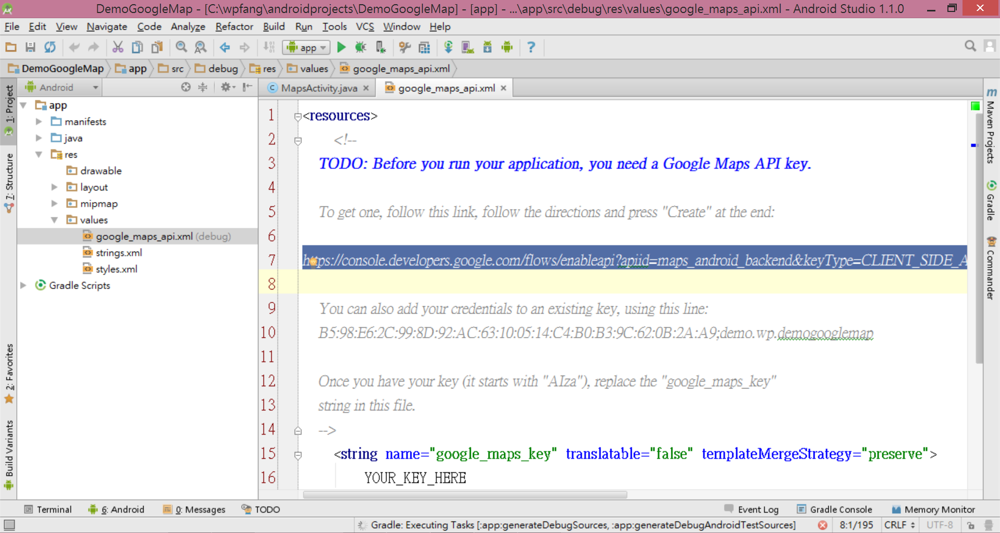 DemoGoogleMap - [C:\wpfang\androidprojects\DemoGoogleMap] - [app] - ...\app\src\debug\res\values\google_maps_api.xml - Android Studio 1.1.0
File Edit View Navigate Code Analyze Refactor Build Run Tools VCS Window Help
app
DemoGoogleMap app src debug res values google_maps_api.xml
1: Project
7: Structure
2: Favorites
Build Variants
Android
app
manifests
java
res
drawable
layout
mipmap
values
google_maps_api.xml (debug)
strings.xml
styles.xml
Gradle Scripts
MapsActivity.java google_maps_api.xml
1 <resources>
2 <!--
3 TODO: Before you run your application, you need a Google Maps API key.
4
5 To get one, follow this link, follow the directions and press "Create" at the end:
6
7 https://console.developers.google.com/flows/enableapi?apiid=maps_android_backend&keyType=CLIENT_SIDE_A
8
9 You can also add your credentials to an existing key, using this line:
10 B5:98:E6:2C:99:8D:92:AC:63:10:05:14:C4:B0:B3:9C:62:0B:2A:A9;demo.wp.demogooglemap
11
12 Once you have your key (it starts with "AIza"), replace the "google_maps_key"
13 string in this file.
14 -->
15 <string name="google_maps_key" translatable="false" templateMergeStrategy="preserve">
16 YOUR_KEY_HERE
Maven Projects
Gradle
Commander
Terminal 6: Android 0: Messages TODO Event Log Gradle Console Memory Monitor
Gradle: Executing Tasks [:app:generateDebugSources, :app:generateDebugAndroidTestSources] 8:1/195 CRLF UTF-8